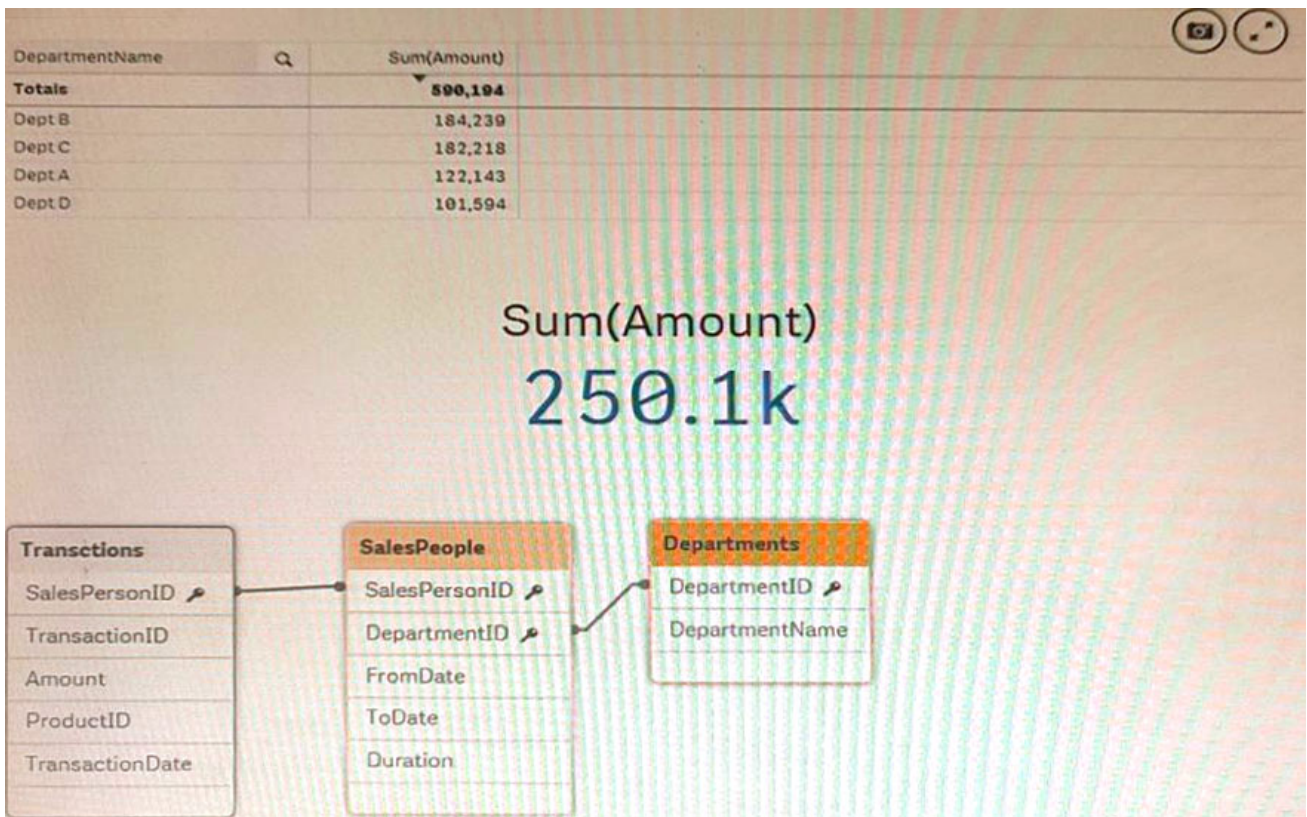 DepartmentName Sum(Amount)
Totals 590,194
Dept B 184,239
Dept C 182,218
Dept A 122,143
Dept D 101,594
Sum(Amount)
250.1k
Transctions
SalesPersonID
TransactionID
Amount
ProductID
TransactionDate
SalesPeople
SalesPersonID
DepartmentID
FromDate
ToDate
Duration
Departments
DepartmentID
DepartmentName